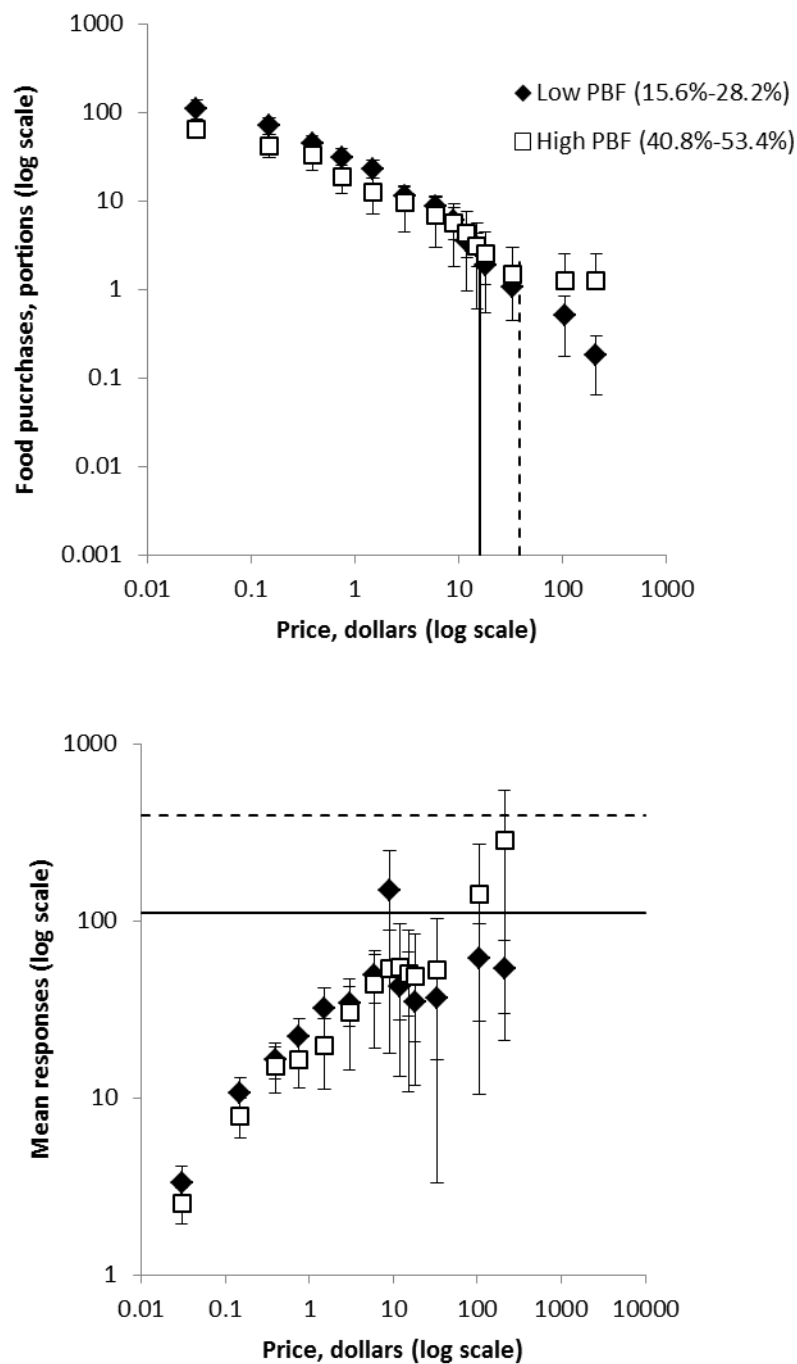 1000
100
10
1
0.1
0.01
0.001
Food pucrchases, portions (log scale)
Low PBF (15.6%-28.2%)
High PBF (40.8%-53.4%)
0.01 0.1 1 10 100 1000
Price, dollars (log scale)
1000
100
10
1
Mean responses (log scale)
0.01 0.1 1 10 100 1000 10000
Price, dollars (log scale)